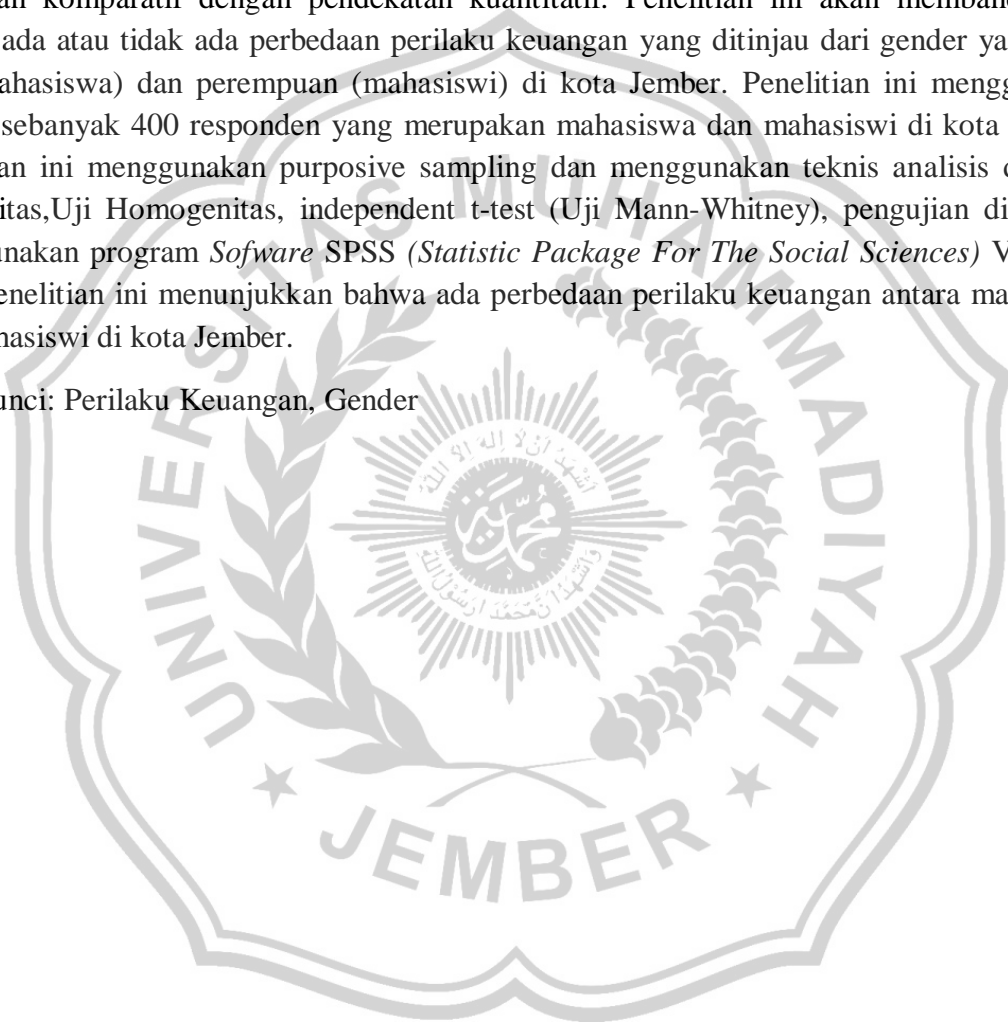 an komparatif dengan pendekatan kuantitatif. Penelitian ini akan memband
ada atau tidak ada perbedaan perilaku keuangan yang ditinjau dari gender ya
ahasiswa) dan perempuan (mahasiswi) di kota Jember. Penelitian ini mengg
sebanyak 400 responden yang merupakan mahasiswa dan mahasiswi di kota
an ini menggunakan purposive sampling dan menggunakan teknis analisis
itas,Uji Homogenitas, independent t-test (Uji Mann-Whitney), pengujian di
unakan program Sofware SPSS (Statistic Package For The Social Sciences) V
enelitian ini menunjukkan bahwa ada perbedaan perilaku keuangan antara ma
hasiswi di kota Jember.
unci: Perilaku Keuangan, Gender
UNIVERSITAS MUHAMMADIYAH
JEMBER